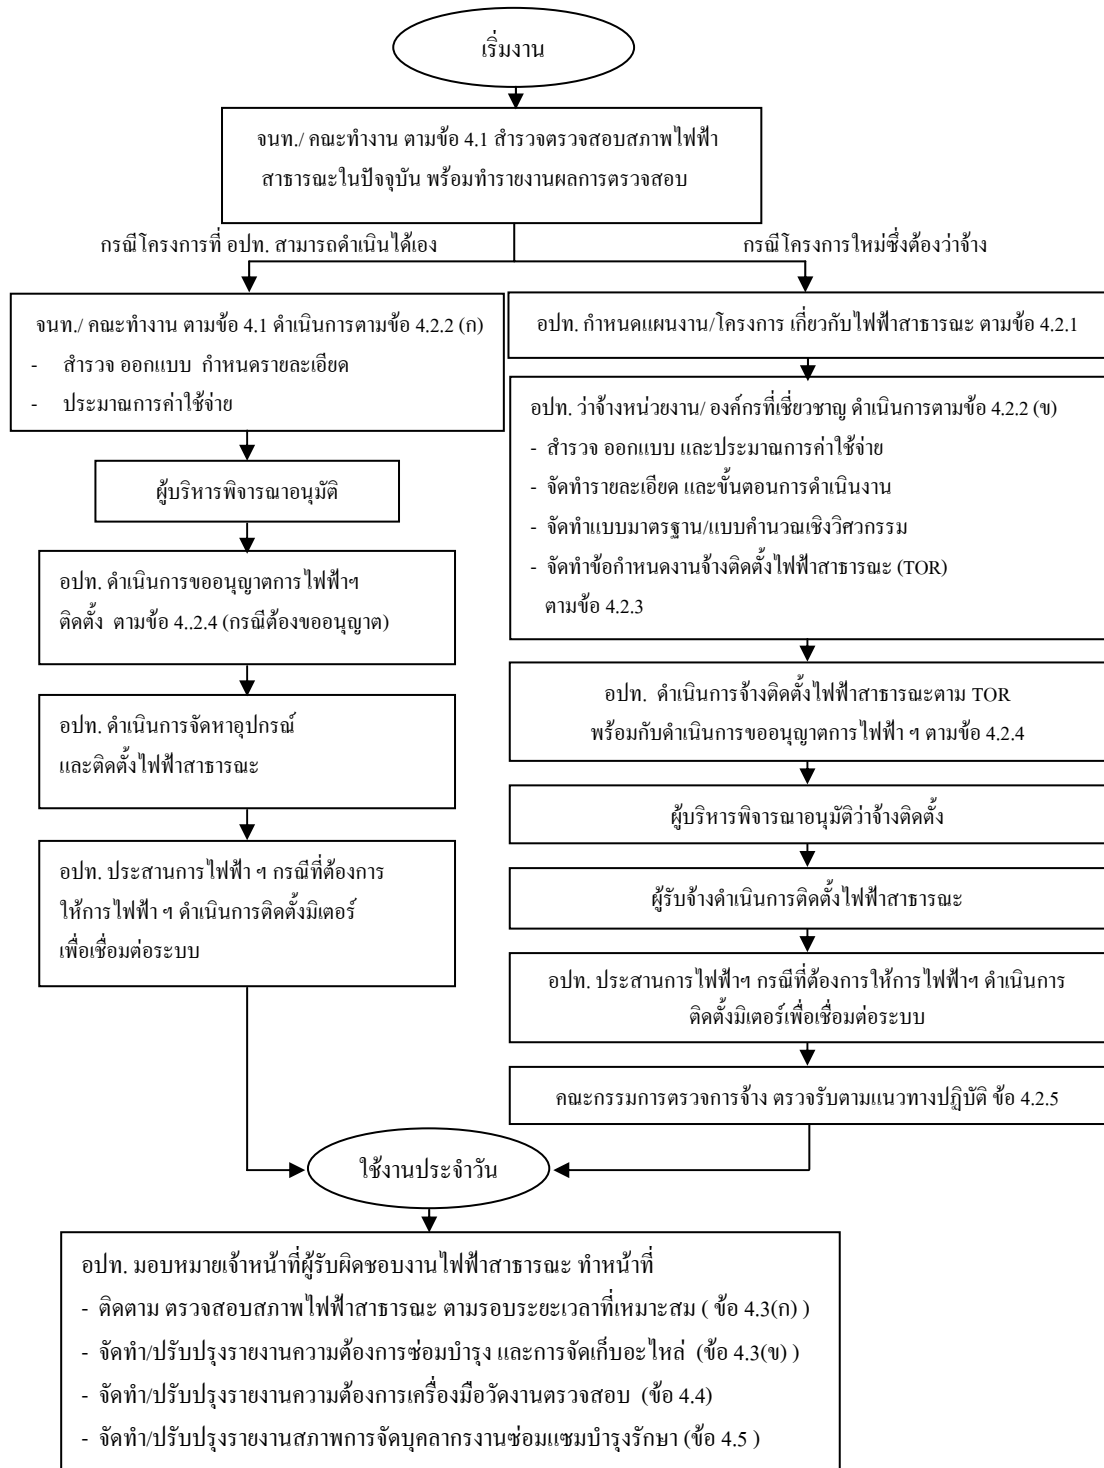 เริ่มงาน
จนท./ คณะทำงาน ตามข้อ 4.1 สำรวจตรวจสอบสภาพไฟฟ้า
สาธารณะในปัจจุบัน พร้อมทำรายงานผลการตรวจสอบ
กรณีโครงการที่ อปท. สามารถดำเนินได้เอง
กรณีโครงการใหม่ซึ่งต้องว่าจ้าง
จนท./ คณะทำงาน ตามข้อ 4.1 ดำเนินการตามข้อ 4.2.2 (ก)
- สำรวจ ออกแบบ กำหนดรายละเอียด
- ประมาณการค่าใช้จ่าย
ผู้บริหารพิจารณาอนุมัติ
อปท. ดำเนินการขออนุญาตการไฟฟ้าฯ
ติดตั้ง ตามข้อ 4..2.4 (กรณีต้องขออนุญาต)
อปท. ดำเนินการจัดหาอุปกรณ์
และติดตั้งไฟฟ้าสาธารณะ
อปท. ประสานการไฟฟ้า ฯ กรณีที่ต้องการ
ให้การไฟฟ้า ฯ ดำเนินการติดตั้งมิเตอร์
เพื่อเชื่อมต่อระบบ
อปท. กำหนดแผนงาน/โครงการ เกี่ยวกับไฟฟ้าสาธารณะ ตามข้อ 4.2.1
อปท. ว่าจ้างหน่วยงาน/ องค์กรที่เชี่ยวชาญ ดำเนินการตามข้อ 4.2.2 (ข)
- สำรวจ ออกแบบ และประมาณการค่าใช้จ่าย
- จัดทำรายละเอียด และขั้นตอนการดำเนินงาน
- จัดทำแบบมาตรฐาน/แบบคำนวณเชิงวิศวกรรม
- จัดทำข้อกำหนดงานจ้างติดตั้งไฟฟ้าสาธารณะ (TOR)
ตามข้อ 4.2.3
อปท. ดำเนินการจ้างติดตั้งไฟฟ้าสาธารณะตาม TOR
พร้อมกับดำเนินการขออนุญาตการไฟฟ้า ฯ ตามข้อ 4.2.4
ผู้บริหารพิจารณาอนุมัติว่าจ้างติดตั้ง
ผู้รับจ้างดำเนินการติดตั้งไฟฟ้าสาธารณะ
อปท. ประสานการไฟฟ้าฯ กรณีที่ต้องการให้การไฟฟ้าฯ ดำเนินการ
ติดตั้งมิเตอร์เพื่อเชื่อมต่อระบบ
คณะกรรมการตรวจการจ้าง ตรวจรับตามแนวทางปฏิบัติ ข้อ 4.2.5
ใช้งานประจำวัน
อปท. มอบหมายเจ้าหน้าที่ผู้รับผิดชอบงานไฟฟ้าสาธารณะ ทำหน้าที่
- ติดตาม ตรวจสอบสภาพไฟฟ้าสาธารณะ ตามรอบระยะเวลาที่เหมาะสม ( ข้อ 4.3(ก) )
- จัดทำ/ปรับปรุงรายงานความต้องการซ่อมบำรุง และการจัดเก็บอะไหล่ (ข้อ 4.3(ข) )
- จัดทำ/ปรับปรุงรายงานความต้องการเครื่องมือวัดงานตรวจสอบ (ข้อ 4.4)
- จัดทำ/ปรับปรุงรายงานสภาพการจัดบุคลากรงานซ่อมแซมบำรุงรักษา (ข้อ 4.5 )